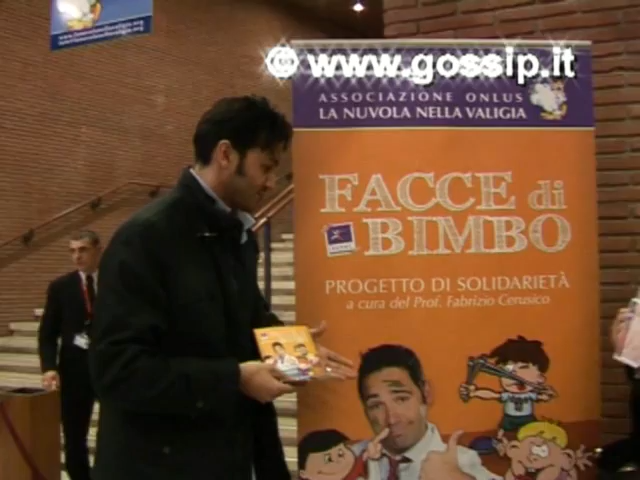 © www.gossip.it
ASSOCIAZIONE ONLUS
LA NUVOLA NELLA VALIGIA
FACCE di
BIMBO
PROGETTO DI SOLIDARIETÀ
a cura del Prof. Fabrizio Cerusico